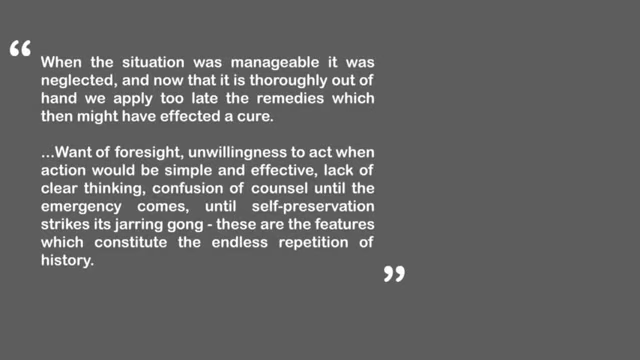 “
When the situation was manageable it was
neglected, and now that it is thoroughly out of
hand we apply too late the remedies which
then might have effected a cure.
...Want of foresight, unwillingness to act when
action would be simple and effective, lack of
clear thinking, confusion of counsel until the
emergency comes, until self-preservation
strikes its jarring gong - these are the features
which constitute the endless repetition of
history.
”